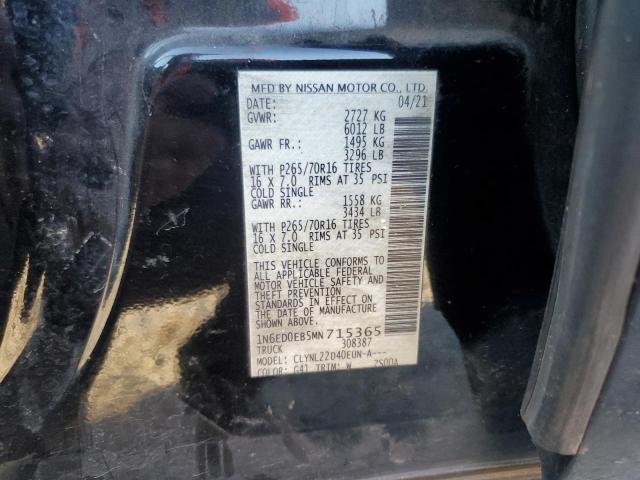 MFD BY NISSAN MOTOR CO., LTD.
DATE: 04/21
GVWR: 2727 KG
6012 LB
GAWR FR.: 1495 KG
3296 LB
WITH P265/70R16 TIRES
16 X 7.0 RIMS AT 35 PSI
COLD SINGLE
GAWR RR.: 1558 KG
3434 LB
WITH P265/70R16 TIRES
16 X 7.0 RIMS AT 35 PSI
COLD SINGLE
THIS VEHICLE CONFORMS TO
ALL APPLICABLE FEDERAL
MOTOR VEHICLE SAFETY AND
THEFT PREVENTION
STANDARDS IN EFFECT ON
THE DATE OF MANUFACTURE
SHOWN ABOVE.
1N6ED0EB5MN715365
TRUCK 308387
MODEL: CLYNLZZD40EUN-A---
COLOR: G41 TRIM: W